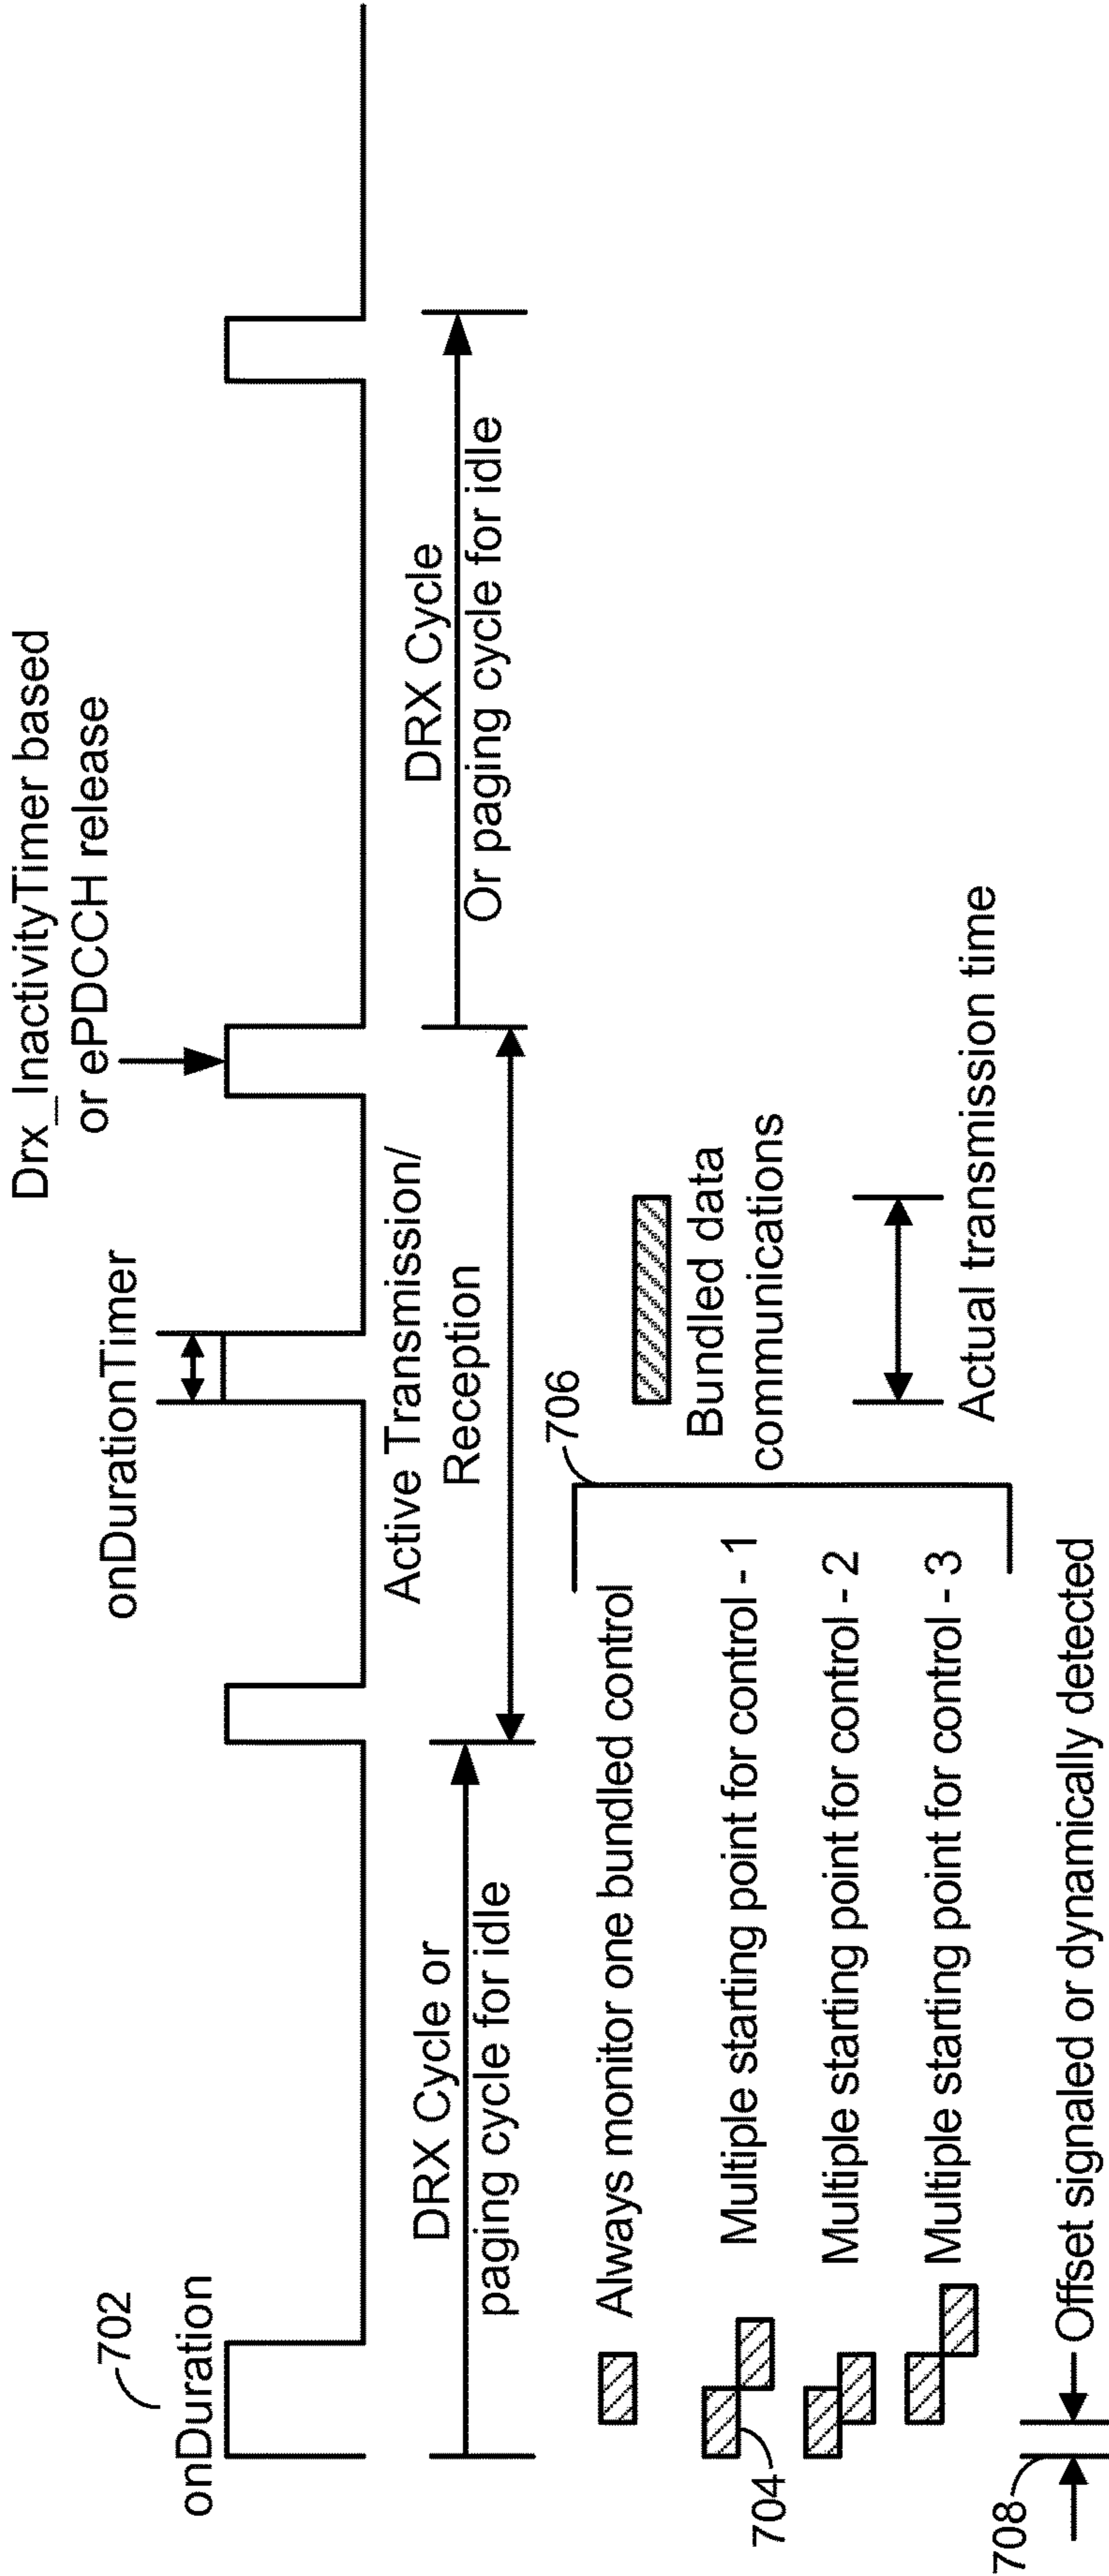 702
onDuration
onDurationTimer
Drx_InactivityTimer based
or ePDCCH release
DRX Cycle or
paging cycle for idle
Active Transmission/
Reception
DRX Cycle
Or paging cycle for idle
Always monitor one bundled control
706
704
Multiple starting point for control - 1
Multiple starting point for control - 2
Multiple starting point for control - 3
Bundled data
communications
708
Offset signaled or dynamically detected
Actual transmission time